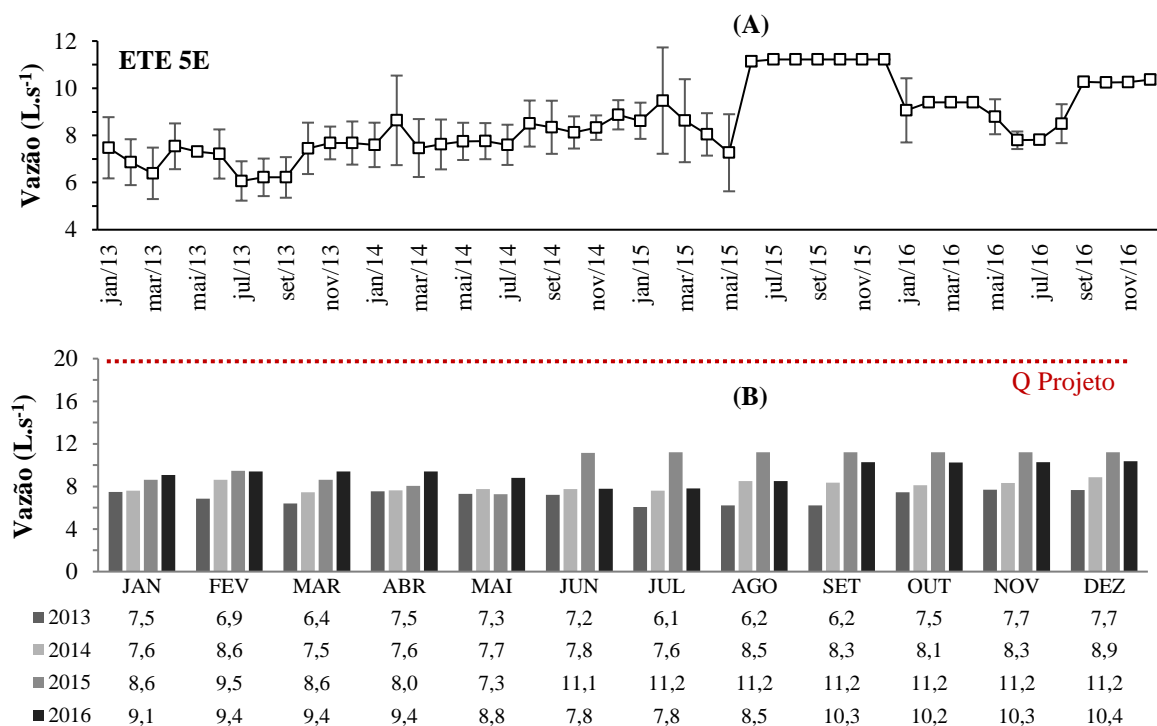 (A)
ETE 5E
Vazão (L.s⁻¹)
12
10
8
6
4
jan/13 mar/13 mai/13 jul/13 set/13 nov/13 jan/14 mar/14 mai/14 jul/14 set/14 nov/14 jan/15 mar/15 mai/15 jul/15 set/15 nov/15 jan/16 mar/16 mai/16 jul/16 set/16 nov/16
Vazão (L.s⁻¹)
20
16
12
8
4
0
Q Projeto
(B)
JAN FEV MAR ABR MAI JUN JUL AGO SET OUT NOV DEZ
2013 7,5 6,9 6,4 7,5 7,3 7,2 6,1 6,2 6,2 7,5 7,7 7,7
2014 7,6 8,6 7,5 7,6 7,7 7,8 7,6 8,5 8,3 8,1 8,3 8,9
2015 8,6 9,5 8,6 8,0 7,3 11,1 11,2 11,2 11,2 11,2 11,2 11,2
2016 9,1 9,4 9,4 9,4 8,8 7,8 7,8 8,5 10,3 10,2 10,3 10,4